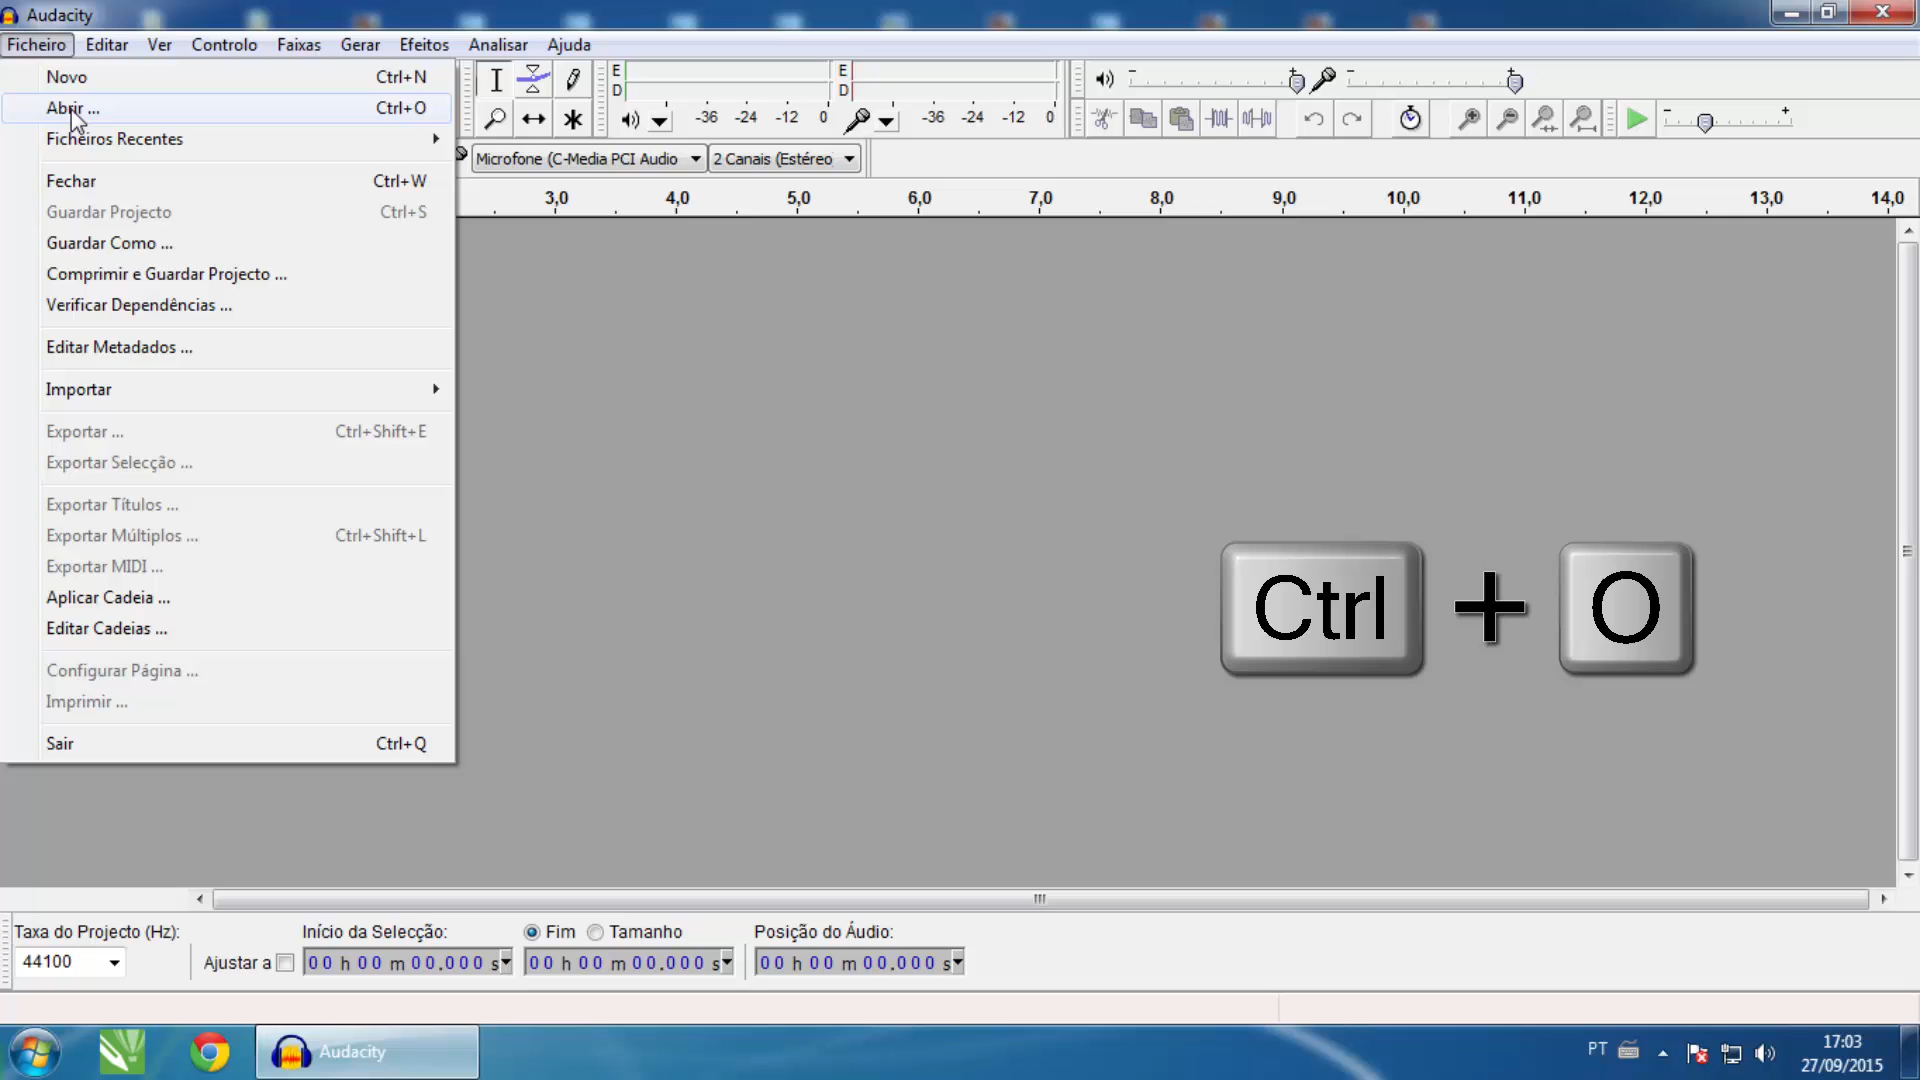 Audacity
Ficheiro Editar Ver Controlo Faixas Gerar Efeitos Analisar Ajuda
Novo Ctrl+N
Abrir ... Ctrl+O
Ficheiros Recentes
Fechar Ctrl+W
Guardar Projecto Ctrl+S
Guardar Como ...
Comprimir e Guardar Projecto ...
Verificar Dependências ...
Editar Metadados ...
Importar
Exportar ... Ctrl+Shift+E
Exportar Selecção ...
Exportar Títulos ...
Exportar Múltiplos ... Ctrl+Shift+L
Exportar MIDI ...
Aplicar Cadeia ...
Editar Cadeias ...
Configurar Página ...
Imprimir ...
Sair Ctrl+Q
E E
D D
-36 -24 -12 0 -36 -24 -12 0
Microfone (C-Media PCI Audio 2 Canais (Estéreo
3,0 4,0 5,0 6,0 7,0 8,0 9,0 10,0 11,0 12,0 13,0 14,0
Ctrl + O
Taxa do Projecto (Hz): Início da Selecção: Fim Tamanho Posição do Áudio:
44100 Ajustar a 00 h 00 m 00.000 s 00 h 00 m 00.000 s 00 h 00 m 00.000 s
Audacity PT 17:03
27/09/2015